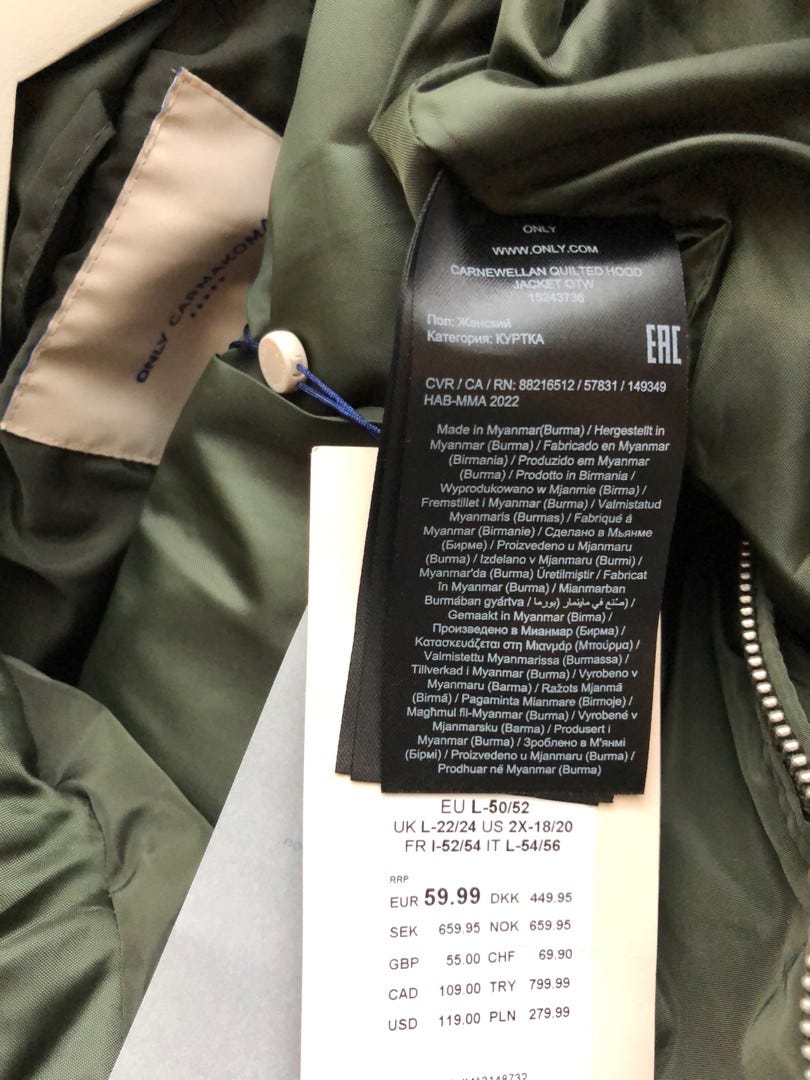 ONLY CARMAKOMA
ONLY
WWW.ONLY.COM
CARNEWELLAN QUILTED HOOD
JACKET OTW
15243736
Пол: Женский
Категория: КУРТКА
EAC
CVR / CA / RN: 88216512 / 57831 / 149349
HAB-MMA 2022
Made in Myanmar(Burma) / Hergestellt in
Myanmar (Burma) / Fabricado en Myanmar
(Birmania) / Produzido em Myanmar
(Burma) / Prodotto in Birmania /
Wyprodukowano w Mjanmie (Birma) /
Fremstillet i Myanmar (Burma) / Valmistatud
Myanmaris (Burmas) / Fabriqué à
Myanmar (Birmanie) / Сделано в Мьянме
(Бирме) / Proizvedeno u Mjanmaru
(Burma) / Izdelano v Mjanmaru (Burmi) /
Myanmar'da (Burma) Üretilmiştir / Fabricat
în Myanmar (Burma) / Mianmarban
Burmában gyártva / صنع في ماينمار (بورما) /
Gemaakt in Myanmar (Birma) /
Произведено в Мианмар (Бирма) /
Κατασκευάζεται στη Μιανμάρ (Μπούρμα) /
Valmistettu Myanmarissa (Burmassa) /
Tillverkad i Myanmar (Burma) / Vyrobeno v
Myanmaru (Barma) / Ražots Mjanmā
(Birmā) / Pagaminta Mianmare (Birmoje) /
Magħmul fil-Myanmar (Burma) / Vyrobené v
Mjanmarsku (Barma) / Produsert i
Myanmar (Burma) / Зроблено в М'янмі
(Бірмі) / Proizvedeno u Mjanmaru (Burma) /
Prodhuar në Myanmar (Burma)
EU L-50/52
UK L-22/24 US 2X-18/20
FR I-52/54 IT L-54/56
RRP
EUR 59.99 DKK 449.95
SEK 659.95 NOK 659.95
GBP 55.00 CHF 69.90
CAD 109.00 TRY 799.99
USD 119.00 PLN 279.99